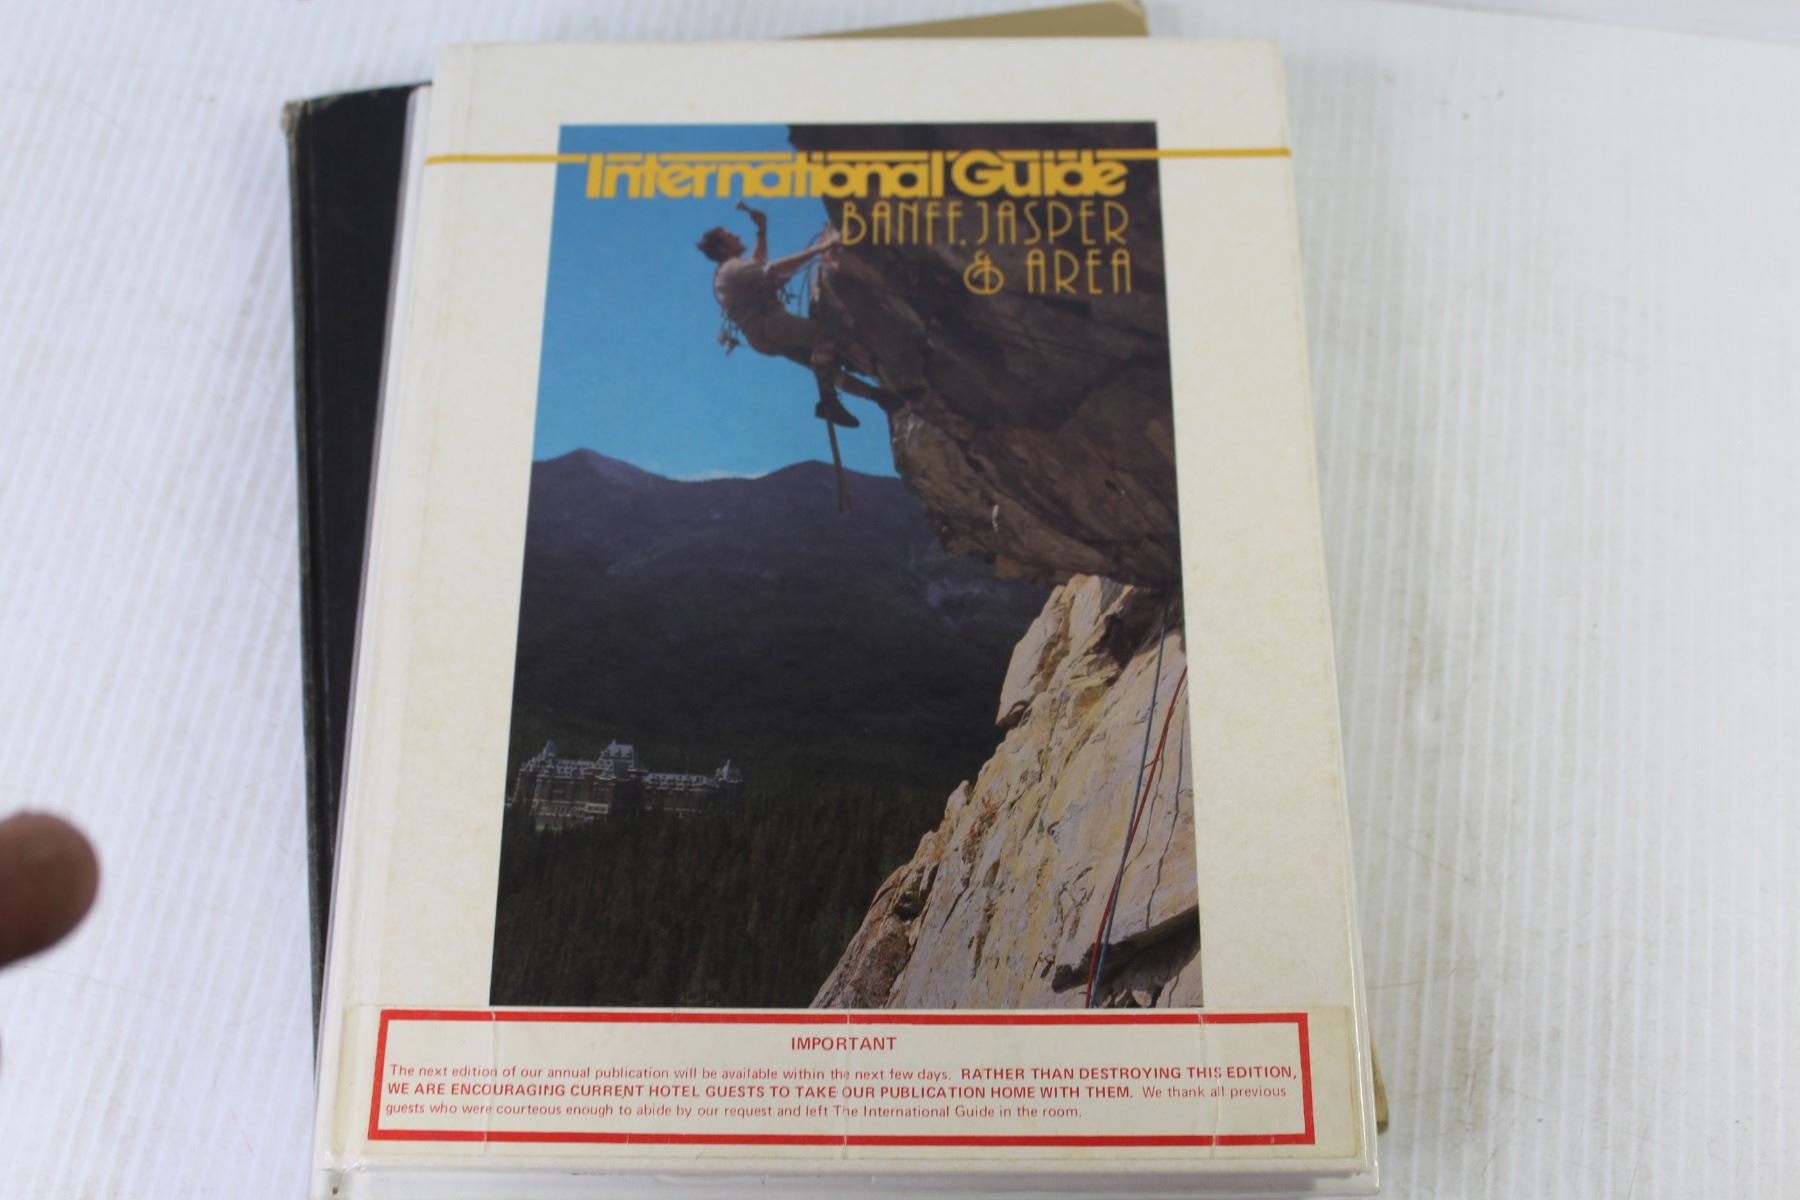 International Guide
BANFF, JASPER
& AREA
IMPORTANT
The next edition of our annual publication will be available within the next few days. RATHER THAN DESTROYING THIS EDITION,
WE ARE ENCOURAGING CURRENT HOTEL GUESTS TO TAKE OUR PUBLICATION HOME WITH THEM. We thank all previous
guests who were courteous enough to abide by our request and left The International Guide in the room.